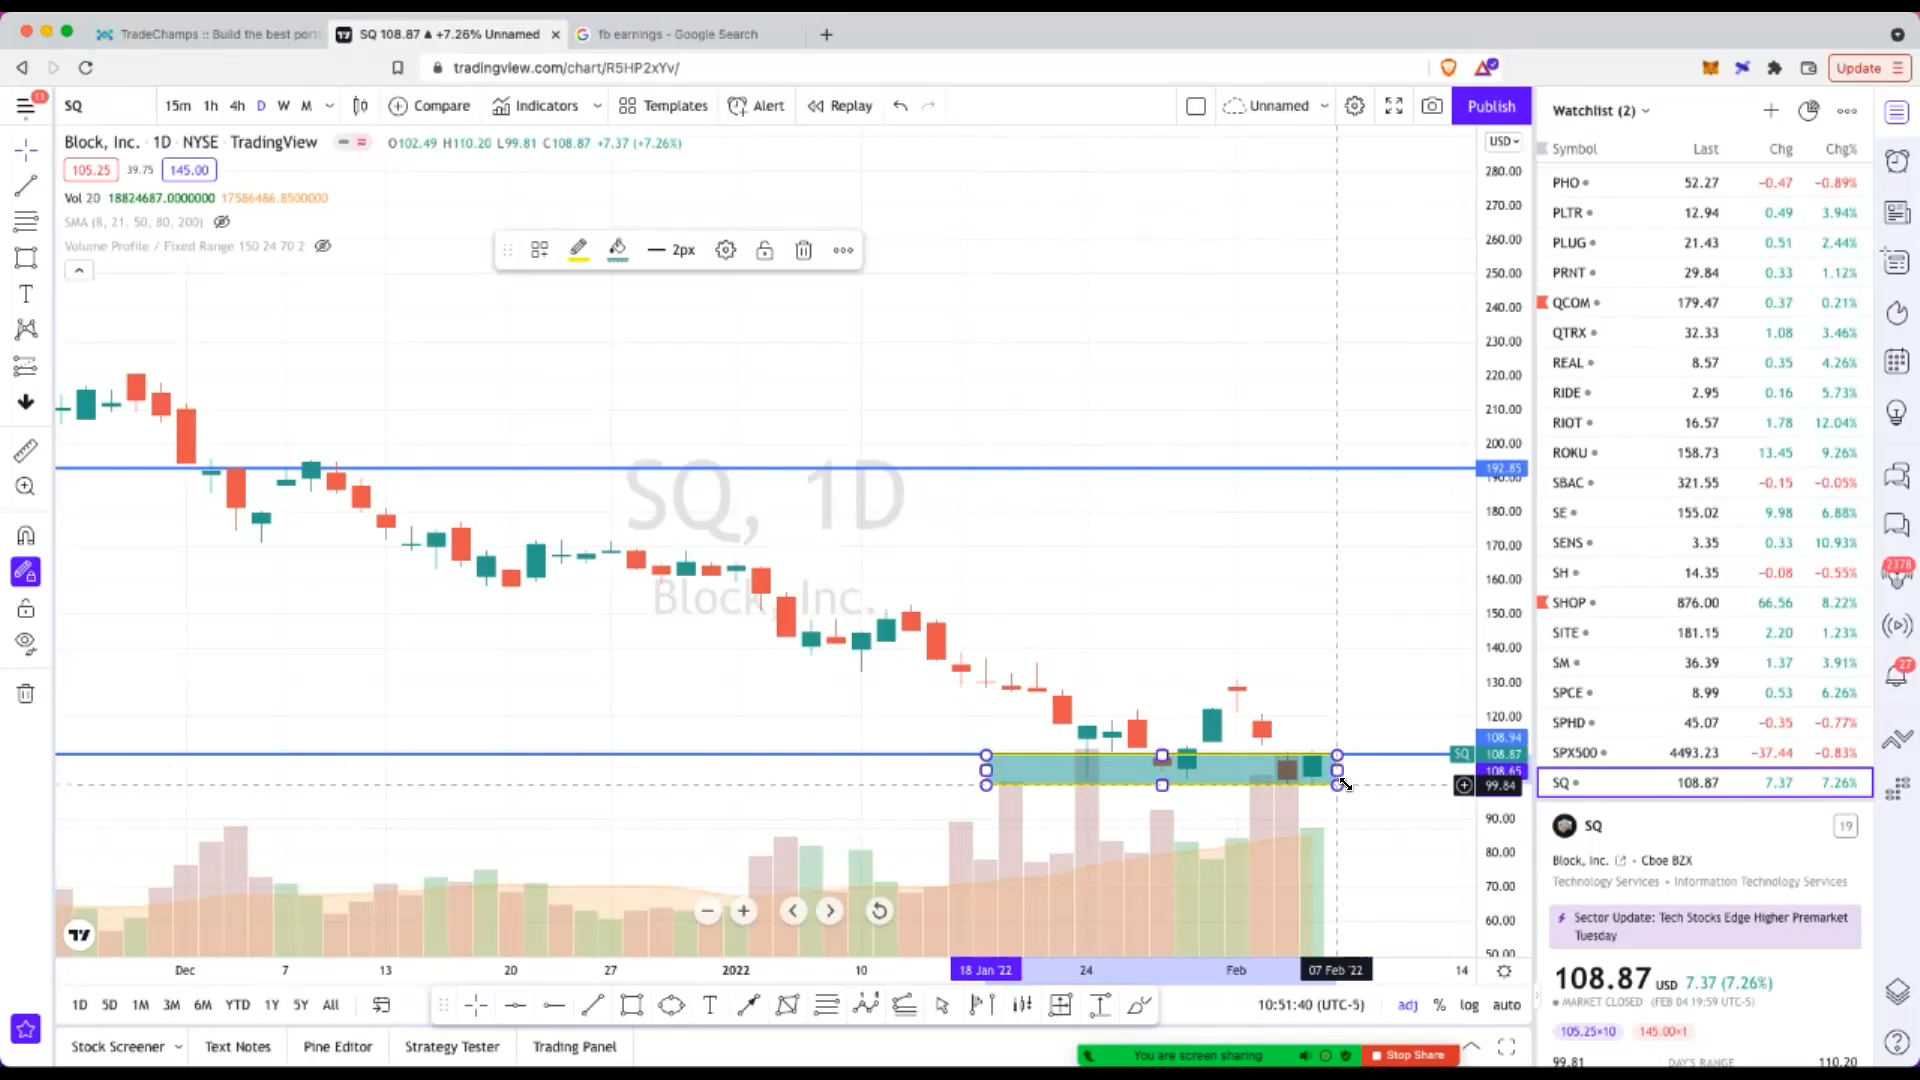 TradeChamps :: Build the best port
SQ 108.87 ▲ +7.26% Unnamed
fb earnings - Google Search
tradingview.com/chart/R5HP2xYv/
Update
11
SQ
15m 1h 4h D W M
Compare
Indicators
Templates
Alert
Replay
Unnamed
Publish
Block, Inc. · 1D · NYSE · TradingView
O102.49 H110.20 L99.81 C108.87 +7.37 (+7.26%)
105.25 39.75 145.00
Vol 20 18824687.0000000 17586486.8500000
SMA (8, 21, 50, 80, 200)
Volume Profile / Fixed Range 150 24 70 2
2px
SQ, 1D
Block, Inc.
USD
280.00
270.00
260.00
250.00
240.00
230.00
220.00
210.00
200.00
192.85
190.00
180.00
170.00
160.00
150.00
140.00
130.00
120.00
108.94
SQ 108.87
108.65
99.84
90.00
80.00
70.00
60.00
50.00
Dec 7 13 20 27 2022 10 18 Jan '22 24 Feb 07 Feb '22 14
1D 5D 1M 3M 6M YTD 1Y 5Y All
10:51:40 (UTC-5) adj % log auto
Stock Screener Text Notes Pine Editor Strategy Tester Trading Panel
You are screen sharing
Stop Share
Watchlist (2)
Symbol Last Chg Chg%
PHO 52.27 −0.47 −0.89%
PLTR 12.94 0.49 3.94%
PLUG 21.43 0.51 2.44%
PRNT 29.84 0.33 1.12%
QCOM 179.47 0.37 0.21%
QTRX 32.33 1.08 3.46%
REAL 8.57 0.35 4.26%
RIDE 2.95 0.16 5.73%
RIOT 16.57 1.78 12.04%
ROKU 158.73 13.45 9.26%
SBAC 321.55 −0.15 −0.05%
SE 155.02 9.98 6.88%
SENS 3.35 0.33 10.93%
SH 14.35 −0.08 −0.55%
SHOP 876.00 66.56 8.22%
SITE 181.15 2.20 1.23%
SM 36.39 1.37 3.91%
SPCE 8.99 0.53 6.26%
SPHD 45.07 −0.35 −0.77%
SPX500 4493.23 −37.44 −0.83%
SQ 108.87 7.37 7.26%
SQ
19
Block, Inc. • Cboe BZX
Technology Services • Information Technology Services
Sector Update: Tech Stocks Edge Higher Premarket
Tuesday
108.87 USD 7.37 (7.26%)
MARKET CLOSED (FEB 04 19:59 UTC-5)
105.25×10 145.00×1
99.81 DAY'S RANGE 110.20
2378
27